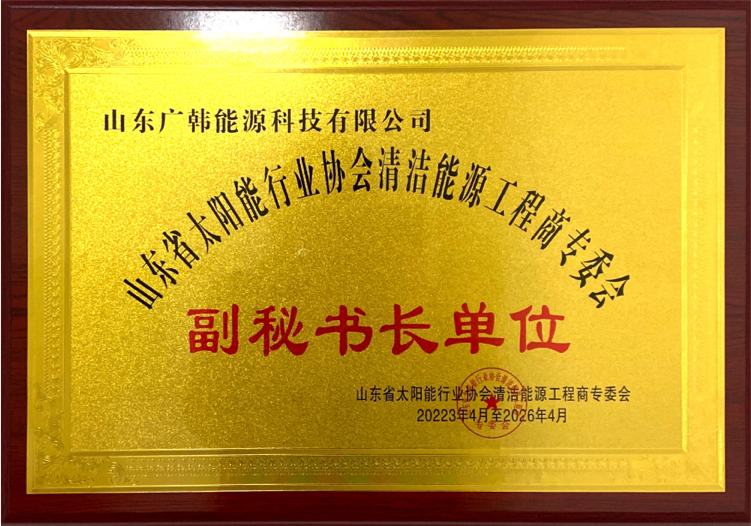 山东广韩能源科技有限公司
山东省太阳能行业协会清洁能源工程商专委会
副秘书长单位
山东省太阳能行业协会清洁能源工程商专委会
20223年4月至2026年4月